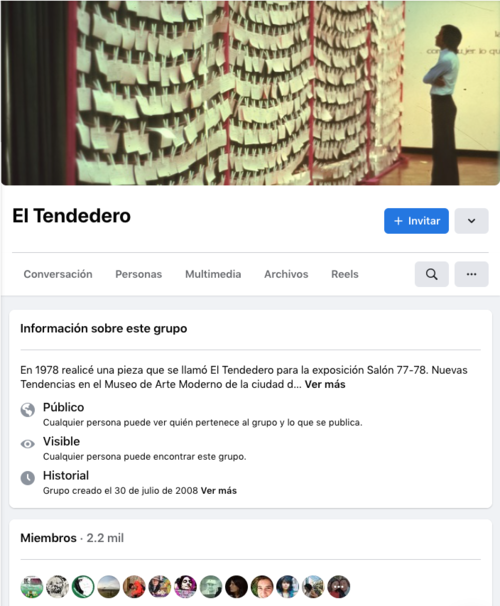 El Tendedero
+ Invitar
Conversación
Personas
Multimedia
Archivos
Reels
Información sobre este grupo
En 1978 realicé una pieza que se llamó El Tendedero para la exposición Salón 77-78. Nuevas
Tendencias en el Museo de Arte Moderno de la ciudad d... Ver más
Público
Cualquier persona puede ver quién pertenece al grupo y lo que se publica.
Visible
Cualquier persona puede encontrar este grupo.
Historial
Grupo creado el 30 de julio de 2008 Ver más
Miembros · 2.2 mil